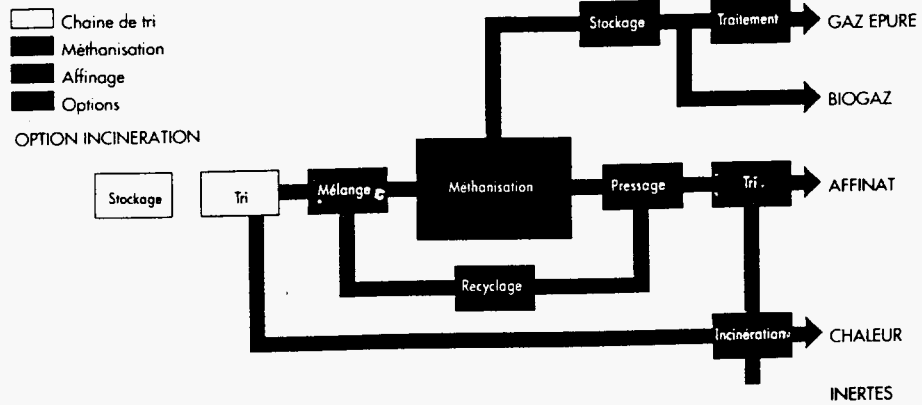 Chaine de tri
Méthanisation
Affinage
Options
OPTION INCINERATION
Stockage
Traitement
GAZ EPURE
BIOGAZ
Stockage
Tri
Mélange
Méthanisation
Pressage
Tri
AFFINAT
Recyclage
Incinération
CHALEUR
INERTES